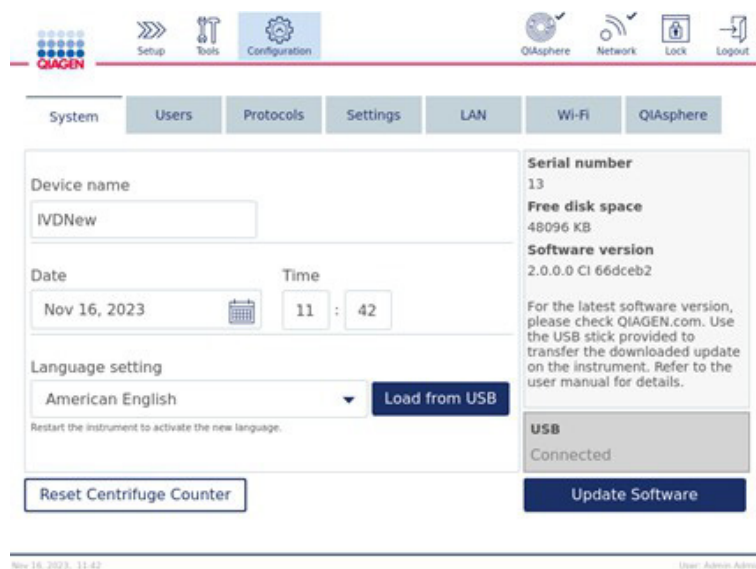 QIAGEN
Setup
Tools
Configuration
QIAsphere
Network
Lock
Logout
System
Users
Protocols
Settings
LAN
Wi-Fi
QIAsphere
Device name
IVDNew
Date
Time
Nov 16, 2023
11 : 42
Language setting
American English
Load from USB
Restart the instrument to activate the new language.
Serial number
13
Free disk space
48096 KB
Software version
2.0.0.0 CI 66dceb2
For the latest software version,
please check QIAGEN.com. Use
the USB stick provided to
transfer the downloaded update
on the instrument. Refer to the
user manual for details.
USB
Connected
Reset Centrifuge Counter
Update Software
Nov 16, 2023, 11:42
User: Admin Admi